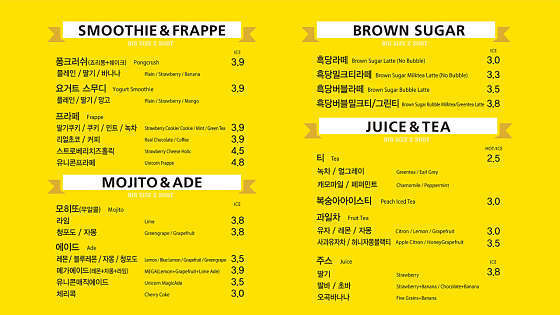 SMOOTHIE & FRAPPE
BIG SIZE 2 SHOT
ICE
퐁크러쉬(죠리퐁+쉐이크) Pongcrush 3,9
플레인 / 딸기 / 바나나 Plain / Strawberry / Banana
요거트 스무디 Yogurt Smoothie 3,9
플레인 / 딸기 / 망고 Plain / Strawberry / Mango
프라페 Frappe
딸기쿠키 / 쿠키 / 민트 / 녹차 Strawberry Cookie/ Cookie / Mint / Green Tea 3,9
리얼초코 / 커피 Real Chocolate / Coffee 3,9
스트로베리치즈홀릭 Strawberry Cheese Holic 4,5
유니콘프라페 Unicorn Frappe 4,8
MOJITO & ADE
BIG SIZE 2 SHOT
ICE
모히또(무알콜) Mojito
라임 Lime 3,8
청포도 / 자몽 Greengrape / Grapefruit 3,8
에이드 Ade
레몬 / 블루레몬 / 자몽 / 청포도 Lemon / Blue Lemon / Grapefruit / Greengrape 3,5
메가에이드(레몬+자몽+라임) MEGA(Lemon+Grapefruit+Lime Ade) 3,9
유니콘매직에이드 Unicorn MagicAde 3,5
체리콕 Cherry Coke 3,0
BROWN SUGAR
BIG SIZE 2 SHOT
ICE
흑당라떼 Brown Sugar Latte (No Bubble) 3,0
흑당밀크티라떼 Brown Sugar Milktea Latte (No Bubble) 3,3
흑당버블라떼 Brown Sugar Bubble Latte 3.5
흑당버블밀크티/그린티 Brown Sugar Bubble Milktea/Greentea Latte 3,8
JUICE & TEA
BIG SIZE 2 SHOT
HOT/ICE
티 Tea 2.5
녹차 / 얼그레이 Greentea / Earl Grey
캐모마일 / 페퍼민트 Chamomile / Peppermint
복숭아아이스티 Peach Iced Tea 3,0
과일차 Fruit Tea
유자 / 레몬 / 자몽 Citron / Lemon / Grapefruit 3,0
사과유자차 / 허니자몽블랙티 Apple Citron / HoneyGrapefruit 3.5
ICE
주스 Juice 3,8
딸기 Strawberry
딸바 / 초바 Strawberry+Banana / Chocolate+Banana
오곡바나나 Five Grains+Banana